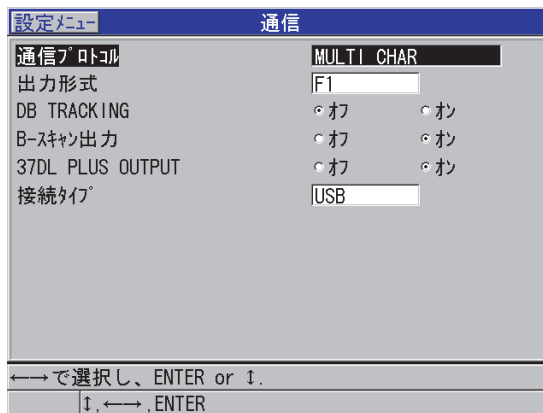 設定ﾒﾆｭｰ 通信
通信ﾌﾟﾛﾄｺﾙ MULTI CHAR
出力形式 F1
DB TRACKING ｵﾌ ｵﾝ
B-ｽｷｬﾝ出力 ｵﾌ ｵﾝ
37DL PLUS OUTPUT ｵﾌ ｵﾝ
接続ﾀｲﾌﾟ USB
←→で選択し、ENTER or ↕.
↕,←→,ENTER